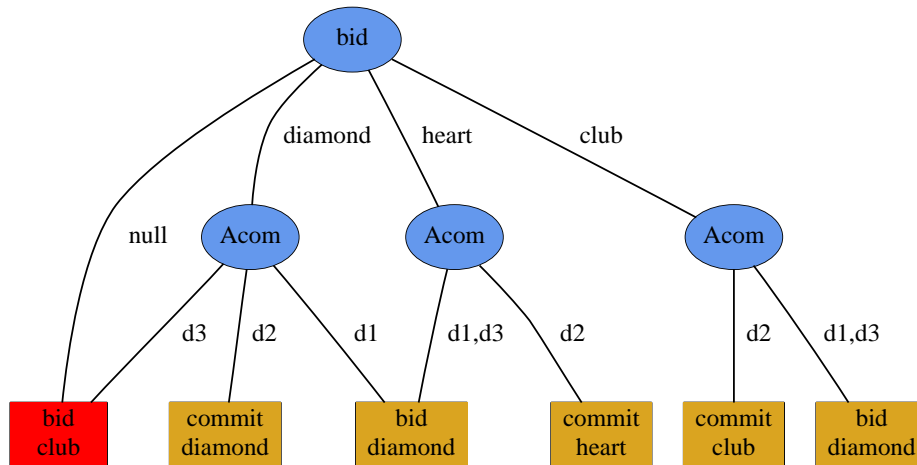 bid
diamond
heart
club
null
Acom
Acom
Acom
d3
d2
d1
d1,d3
d2
d2
d1,d3
bid
club
commit
diamond
bid
diamond
commit
heart
commit
club
bid
diamond